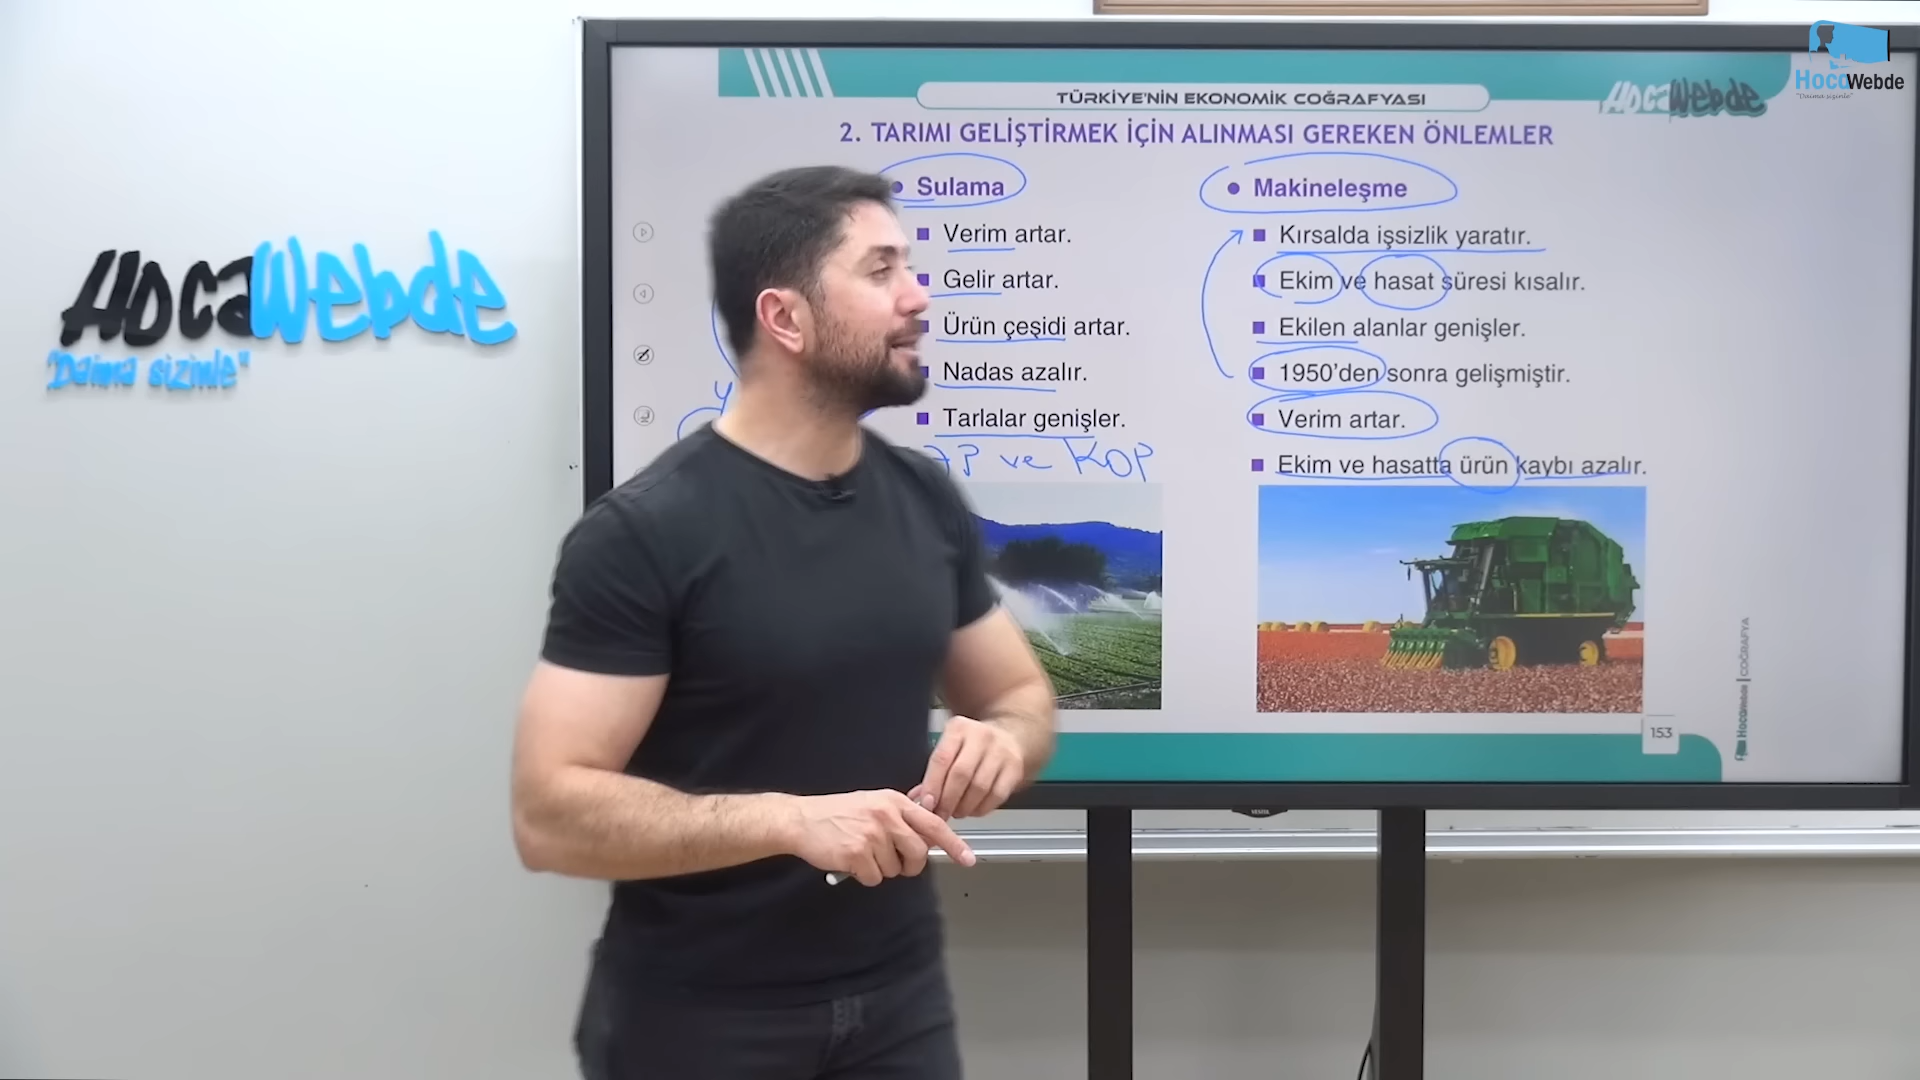 HocaWebde
"Daima sizinle"
HocaWebde
"Daima sizinle"
HocaWebde
TÜRKİYE'NİN EKONOMİK COĞRAFYASI
2. TARIMI GELİŞTİRMEK İÇİN ALINMASI GEREKEN ÖNLEMLER
• Sulama
■ Verim artar.
■ Gelir artar.
■ Ürün çeşidi artar.
■ Nadas azalır.
■ Tarlalar genişler.
ve KOP
• Makineleşme
■ Kırsalda işsizlik yaratır.
■ Ekim ve hasat süresi kısalır.
■ Ekilen alanlar genişler.
■ 1950'den sonra gelişmiştir.
■ Verim artar.
■ Ekim ve hasatta ürün kaybı azalır.
HocaWebde | COĞRAFYA
153